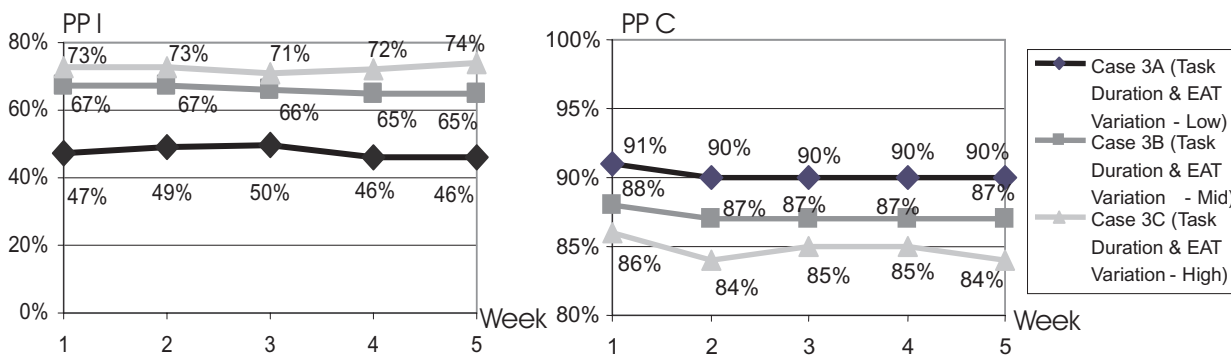 PP I
80%
73% 73% 71% 72% 74%
60%
67% 67% 66% 65% 65%
40%
47% 49% 50% 46% 46%
20%
0%
Week
1 2 3 4 5
PP C
100%
95%
91% 90% 90% 90% 90%
90%
88% 87% 87% 87% 87%
85%
86% 84% 85% 85% 84%
80%
Week
1 2 3 4 5
Case 3A (Task
Duration & EAT
Variation - Low)
Case 3B (Task
Duration & EAT
Variation - Mid)
Case 3C (Task
Duration & EAT
Variation - High)